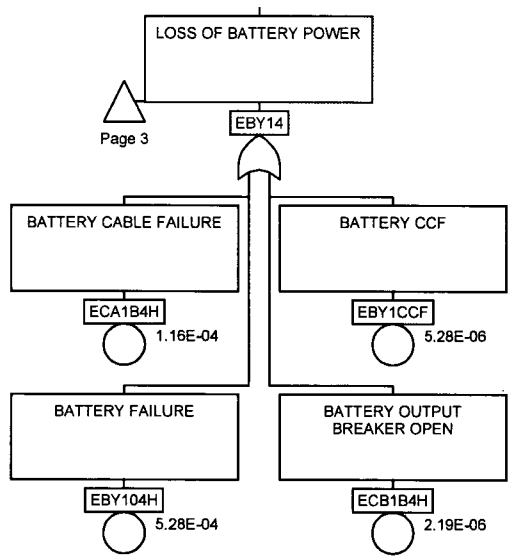 LOSS OF BATTERY POWER
Page 3
EBY14
BATTERY CABLE FAILURE
ECA1B4H
1.16E-04
BATTERY CCF
EBY1CCF
5.28E-06
BATTERY FAILURE
EBY104H
5.28E-04
BATTERY OUTPUT
BREAKER OPEN
ECB1B4H
2.19E-06